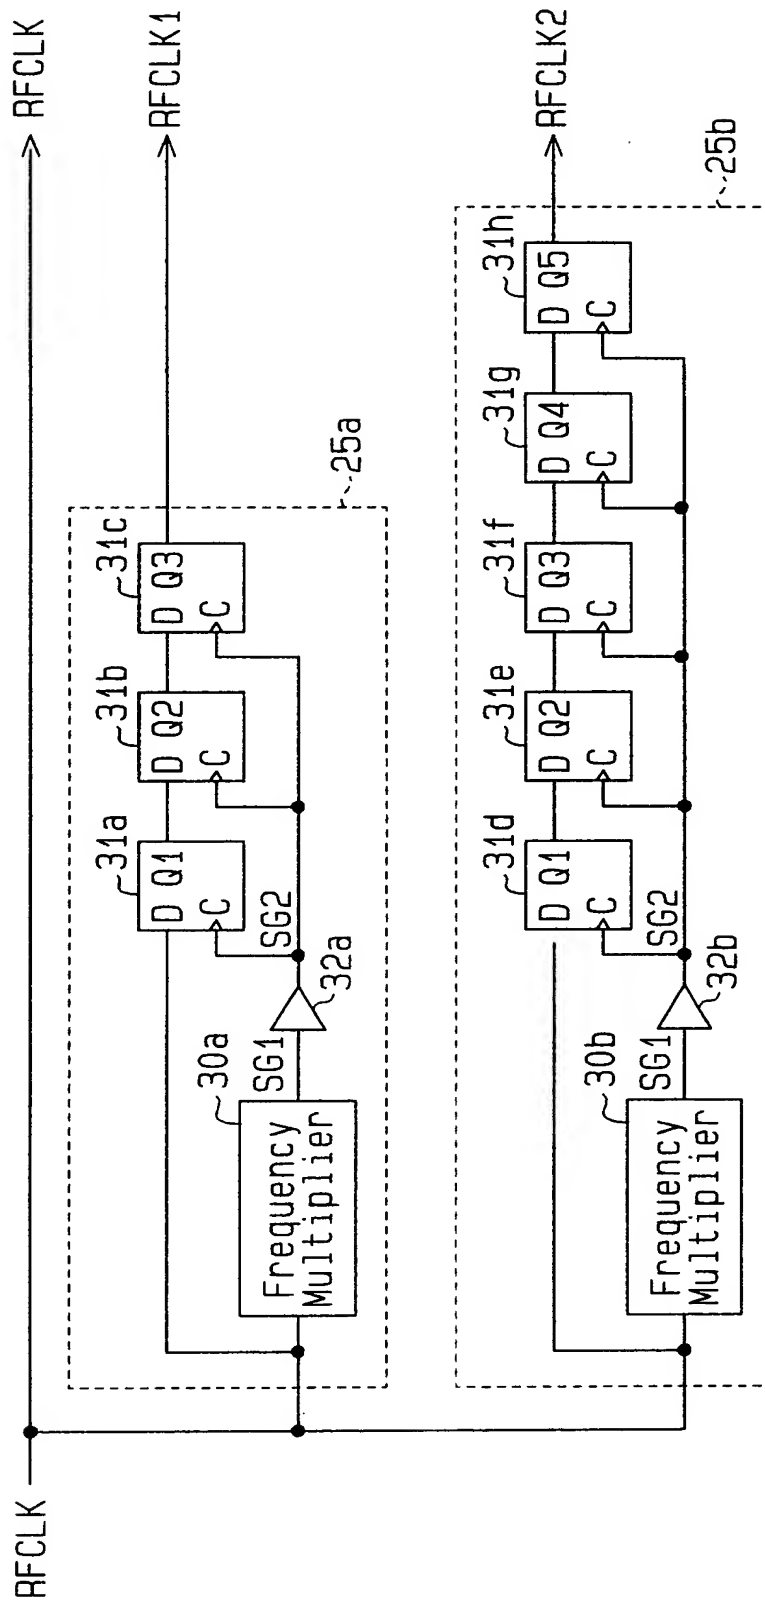 RFCLK
RFCLK
RFCLK1
25a
31a
31b
31c
D Q1
D Q2
D Q3
C
C
C
SG2
32a
30a
SG1
Frequency
Multiplier
RFCLK2
25b
31d
31e
31f
31g
31h
D Q1
D Q2
D Q3
D Q4
D Q5
C
C
C
C
C
SG2
32b
30b
SG1
Frequency
Multiplier